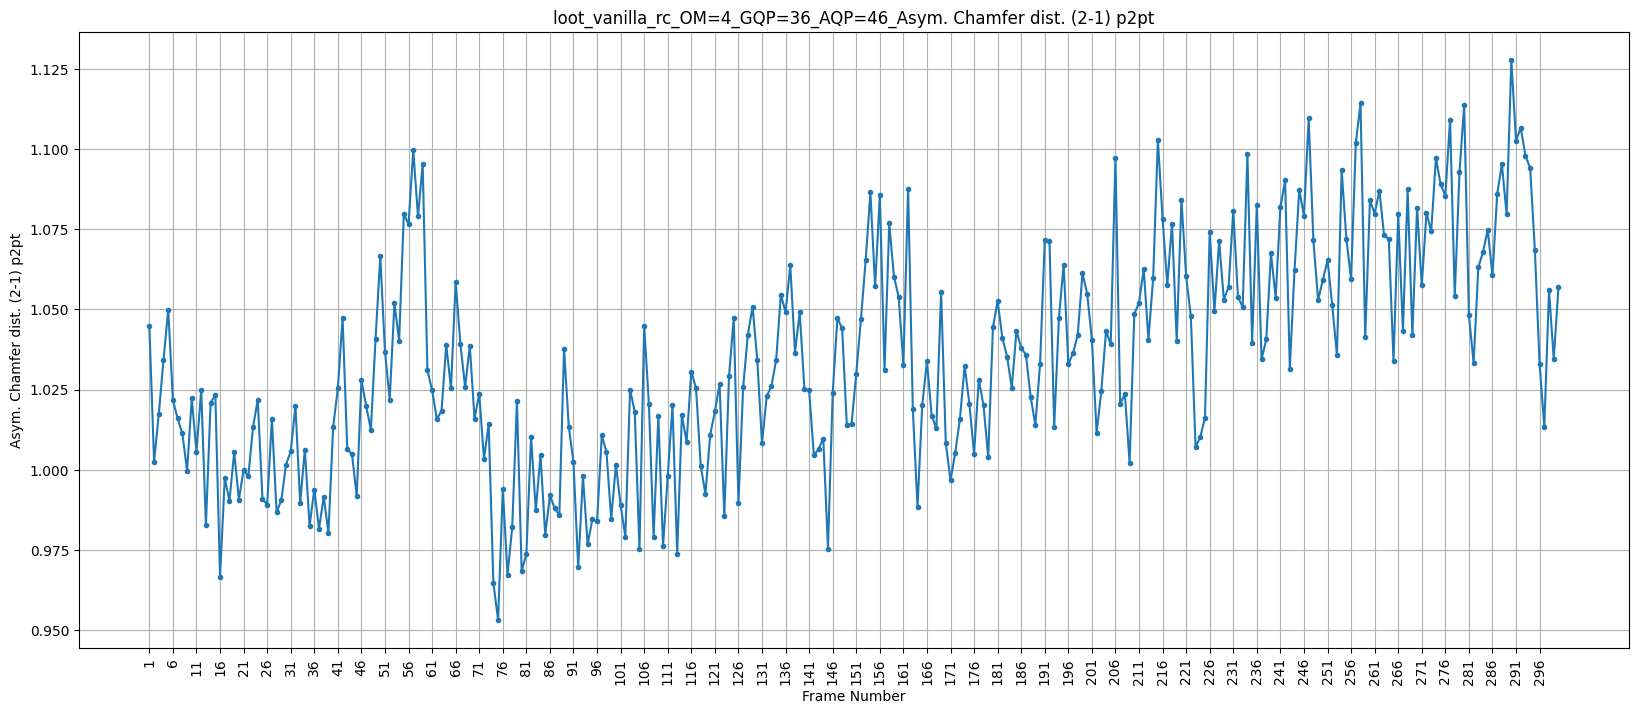 loot_vanilla_rc_OM=4_GQP=36_AQP=46_Asym. Chamfer dist. (2-1) p2pt
Asym. Chamfer dist. (2-1) p2pt
1.125
1.100
1.075
1.050
1.025
1.000
0.975
0.950
1 6 11 16 21 26 31 36 41 46 51 56 61 66 71 76 81 86 91 96 101 106 111 116 121 126 131 136 141 146 151 156 161 166 171 176 181 186 191 196 201 206 211 216 221 226 231 236 241 246 251 256 261 266 271 276 281 286 291 296
Frame Number